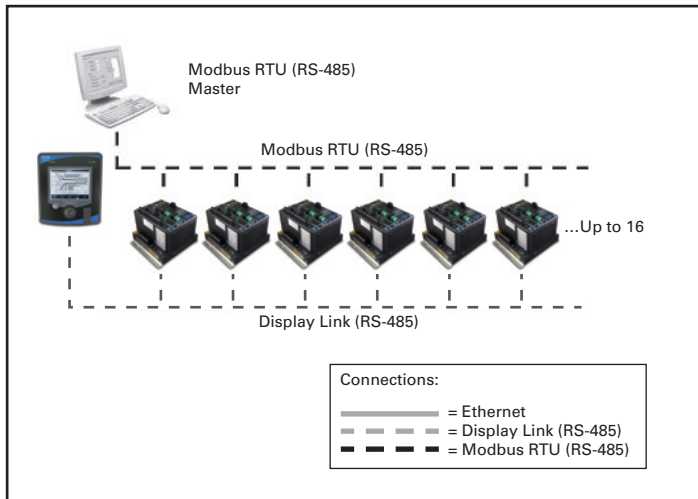 Modbus RTU (RS-485)
Master
Modbus RTU (RS-485)
...Up to 16
Display Link (RS-485)
Connections:
= Ethernet
= Display Link (RS-485)
= Modbus RTU (RS-485)